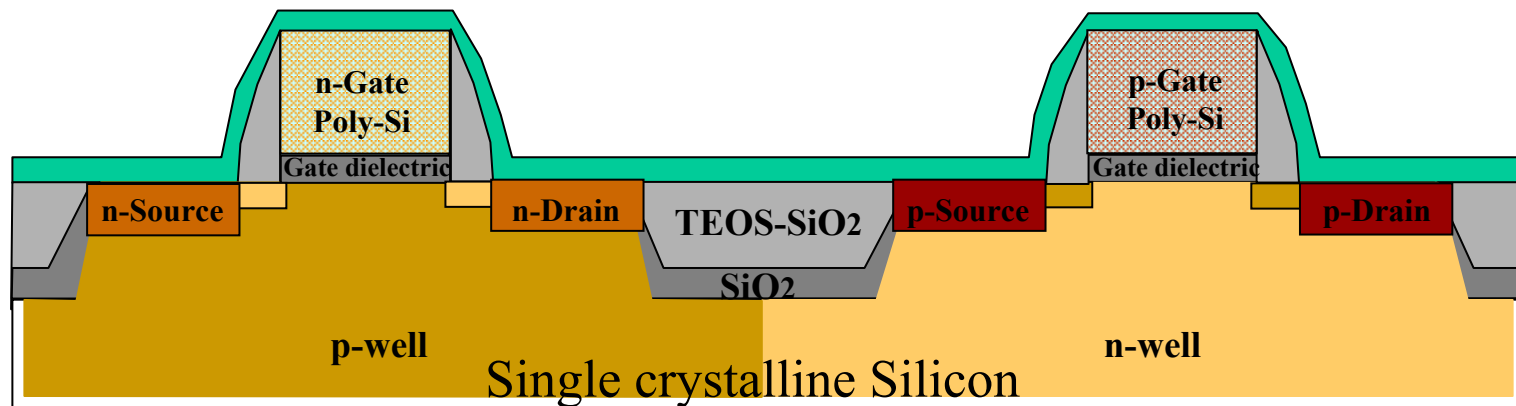 n-Gate
Poly-Si
p-Gate
Poly-Si
Gate dielectric
Gate dielectric
n-Source
n-Drain
TEOS-SiO2
p-Source
p-Drain
SiO2
p-well
n-well
Single crystalline Silicon